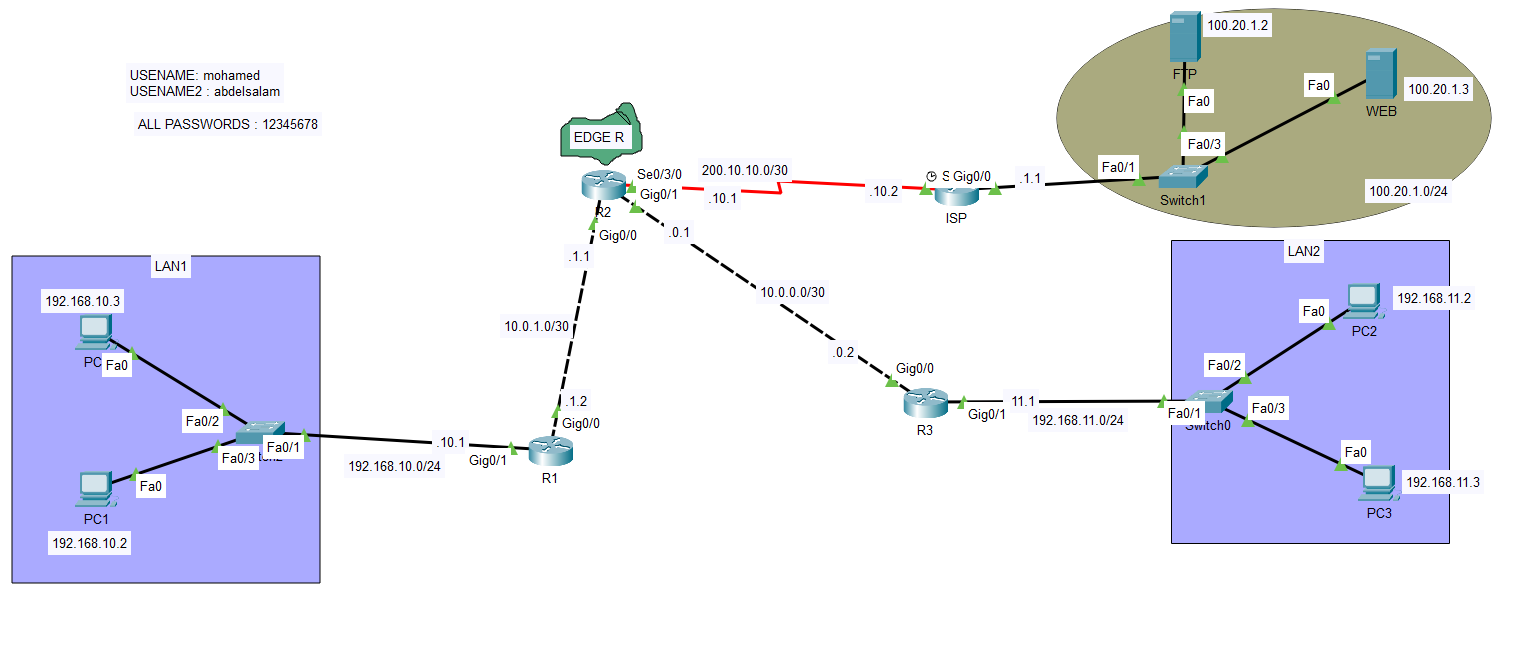 USENAME: mohamed
USENAME2 : abdelsalam
ALL PASSWORDS : 12345678
EDGE R
Se0/3/0
Gig0/1
R2
Gig0/0
.1.1
.0.1
200.10.10.0/30
.10.1
.10.2
S Gig0/0
ISP
.1.1
100.20.1.2
FTP
Fa0
Fa0/3
Fa0/1
Switch1
Fa0
100.20.1.3
WEB
100.20.1.0/24
LAN1
192.168.10.3
PC
Fa0
Fa0/2
Fa0/1
Fa0/3
Fa0
PC1
192.168.10.2
.10.1
192.168.10.0/24
Gig0/1
R1
10.0.1.0/30
.1.2
Gig0/0
10.0.0.0/30
.0.2
Gig0/0
R3
Gig0/1
11.1
192.168.11.0/24
LAN2
192.168.11.2
Fa0
PC2
Fa0/2
Fa0/1
Fa0/3
Switch0
Fa0
192.168.11.3
PC3